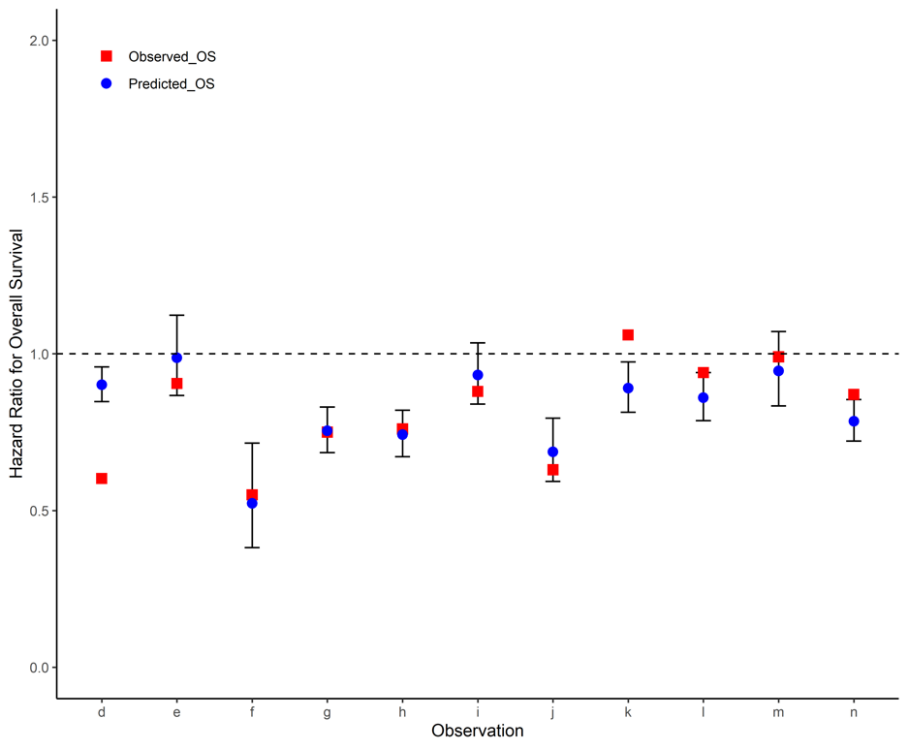 2.0
Observed_OS
Predicted_OS
1.5
1.0
0.5
0.0
Hazard Ratio for Overall Survival
d e f g h i j k l m n
Observation